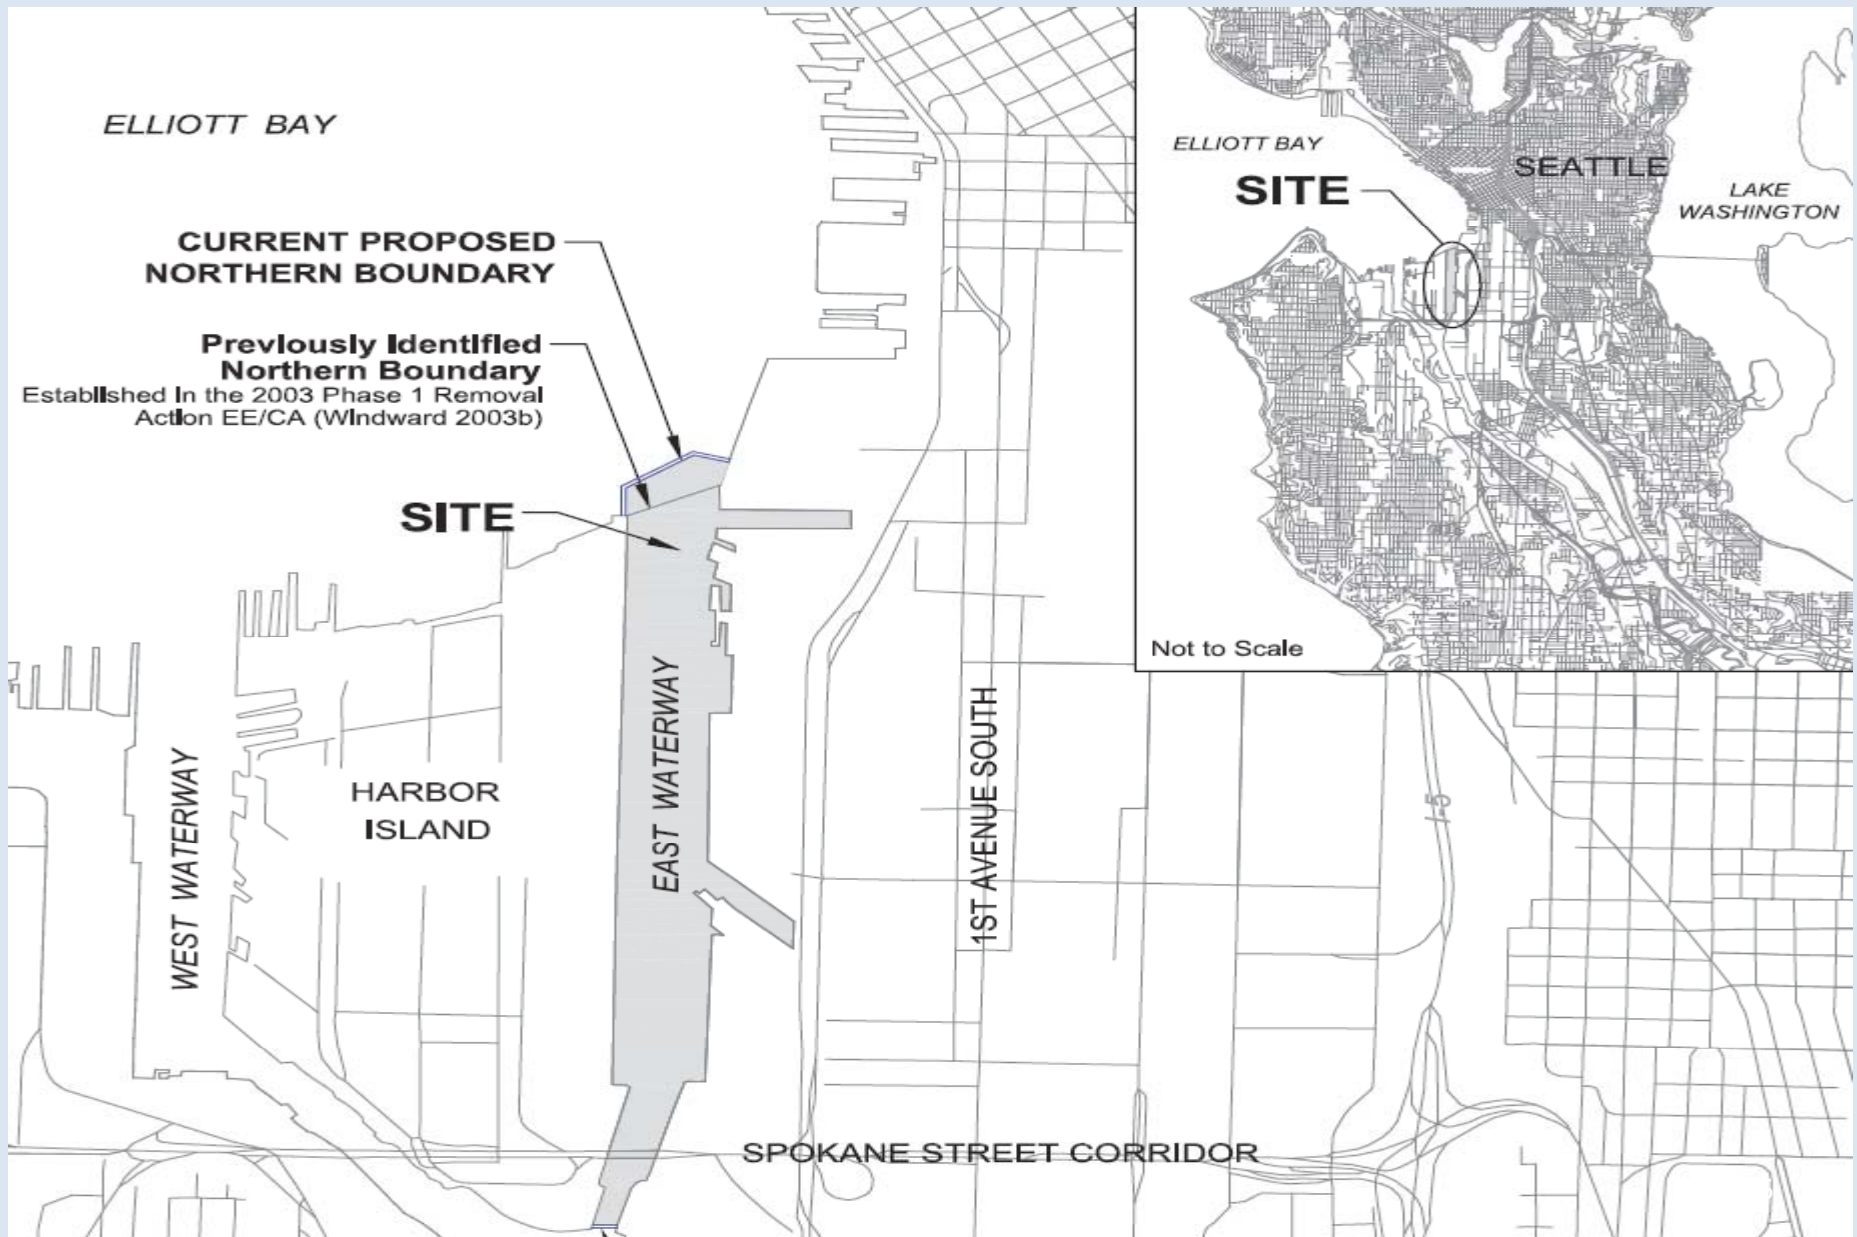 ELLIOTT BAY
CURRENT PROPOSED
NORTHERN BOUNDARY
Previously Identified
Northern Boundary
Established in the 2003 Phase 1 Removal
Action EE/CA (Windward 2003b)
SITE
EAST WATERWAY
HARBOR
ISLAND
WEST WATERWAY
1ST AVENUE SOUTH
I-5
SPOKANE STREET CORRIDOR
ELLIOTT BAY
SITE
SEATTLE
LAKE
WASHINGTON
Not to Scale